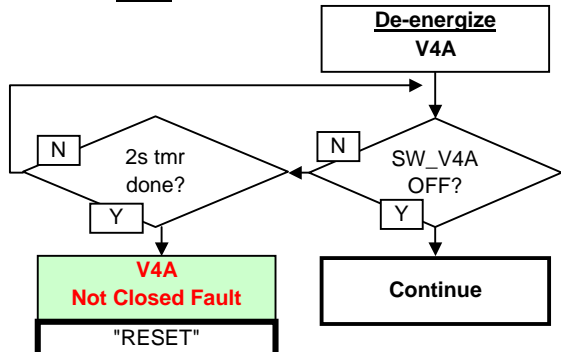 De-energize
V4A
N
2s tmr
done?
Y
N
SW_V4A
OFF?
Y
V4A
Not Closed Fault
"RESET"
Continue